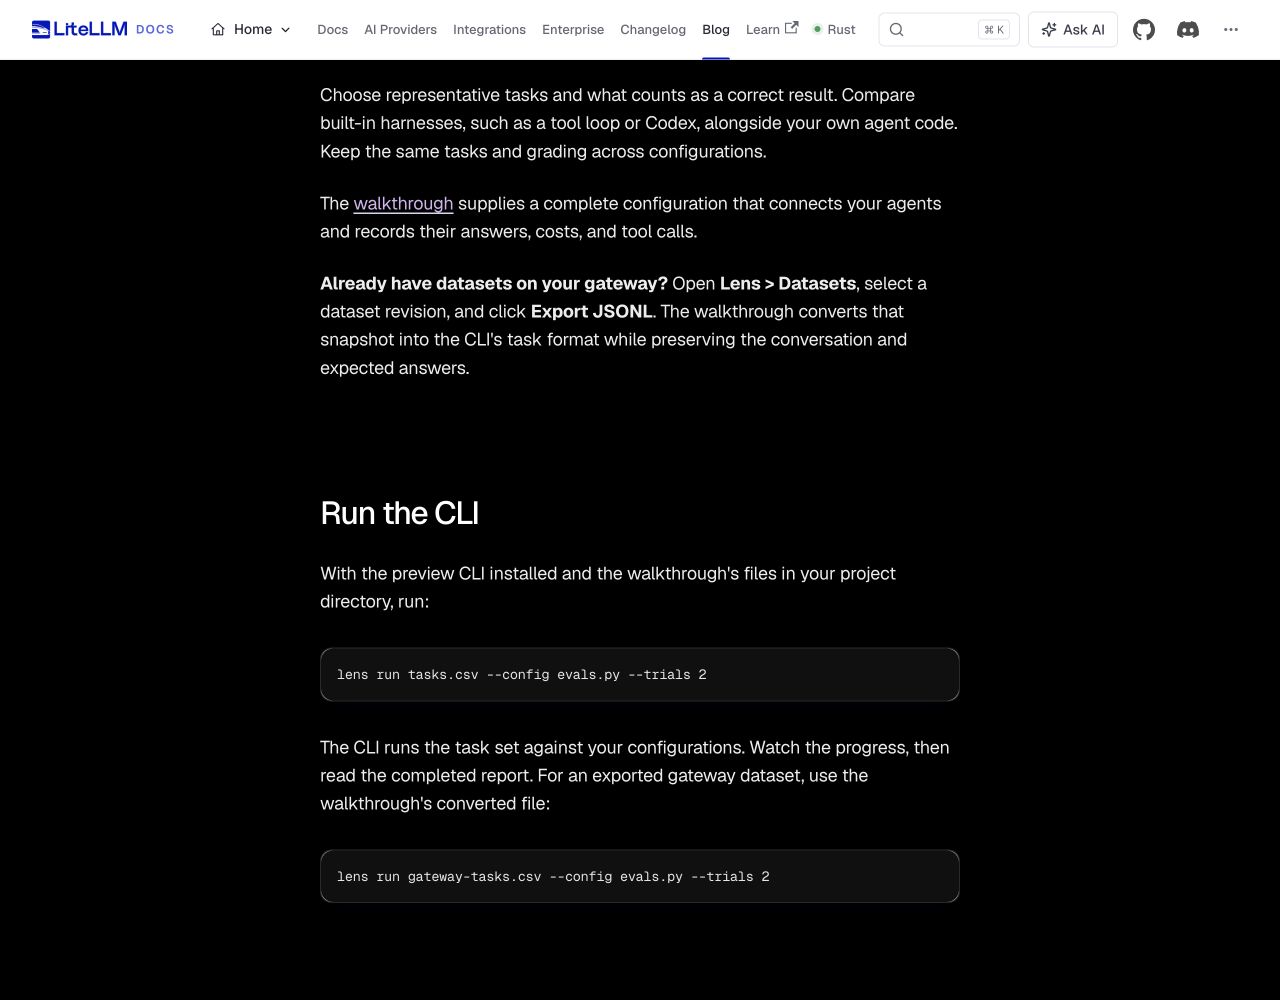 LiteLLM DOCS Home Docs AI Providers Integrations Enterprise Changelog Blog Learn Rust ⌘ K Ask AI
Choose representative tasks and what counts as a correct result. Compare
built-in harnesses, such as a tool loop or Codex, alongside your own agent code.
Keep the same tasks and grading across configurations.
The walkthrough supplies a complete configuration that connects your agents
and records their answers, costs, and tool calls.
Already have datasets on your gateway? Open Lens > Datasets, select a
dataset revision, and click Export JSONL. The walkthrough converts that
snapshot into the CLI's task format while preserving the conversation and
expected answers.
Run the CLI
With the preview CLI installed and the walkthrough's files in your project
directory, run:
lens run tasks.csv --config evals.py --trials 2
The CLI runs the task set against your configurations. Watch the progress, then
read the completed report. For an exported gateway dataset, use the
walkthrough's converted file:
lens run gateway-tasks.csv --config evals.py --trials 2